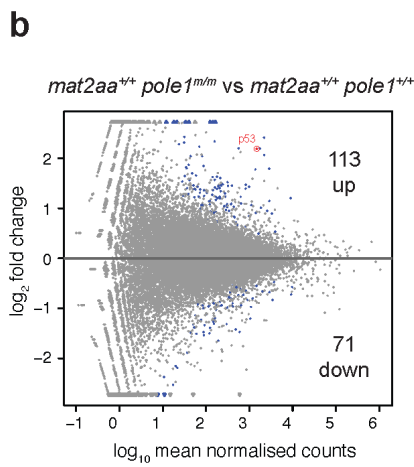 b
mat2aa+/+ pole1m/m vs mat2aa+/+ pole1+/+
p53
113
up
71
down
2
1
0
−1
−2
log2 fold change
−1 0 1 2 3 4 5 6
log10 mean normalised counts